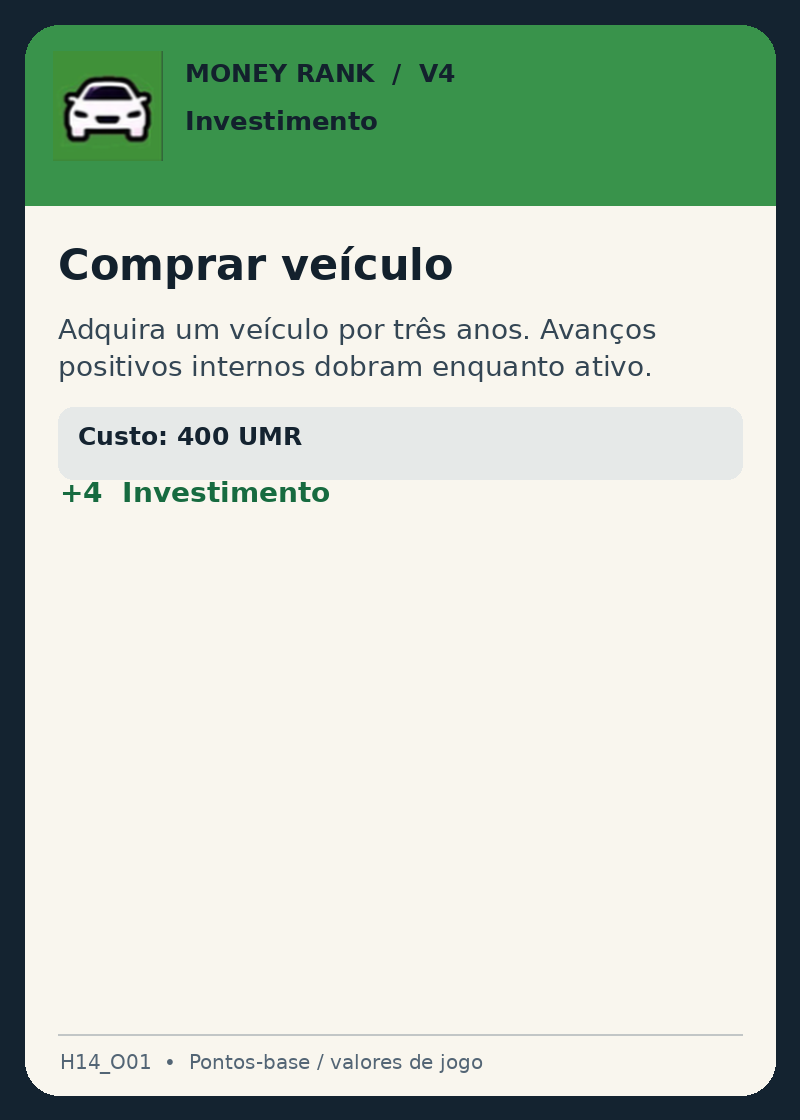 MONEY RANK / V4
Investimento
Comprar veículo
Adquira um veículo por três anos. Avanços
positivos internos dobram enquanto ativo.
Custo: 400 UMR
+4 Investimento
H14_O01 • Pontos-base / valores de jogo